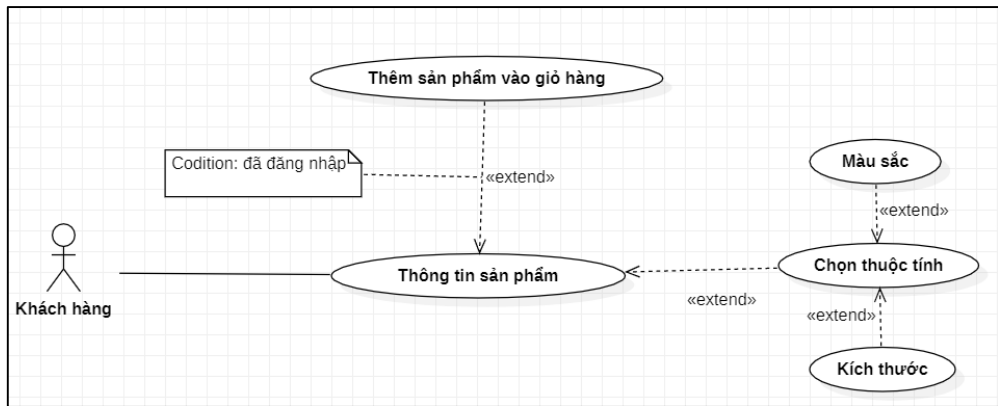 Thêm sản phẩm vào giỏ hàng
Codition: đã đăng nhập
«extend»
Màu sắc
«extend»
Khách hàng
Thông tin sản phẩm
Chọn thuộc tính
«extend»
«extend»
Kích thước